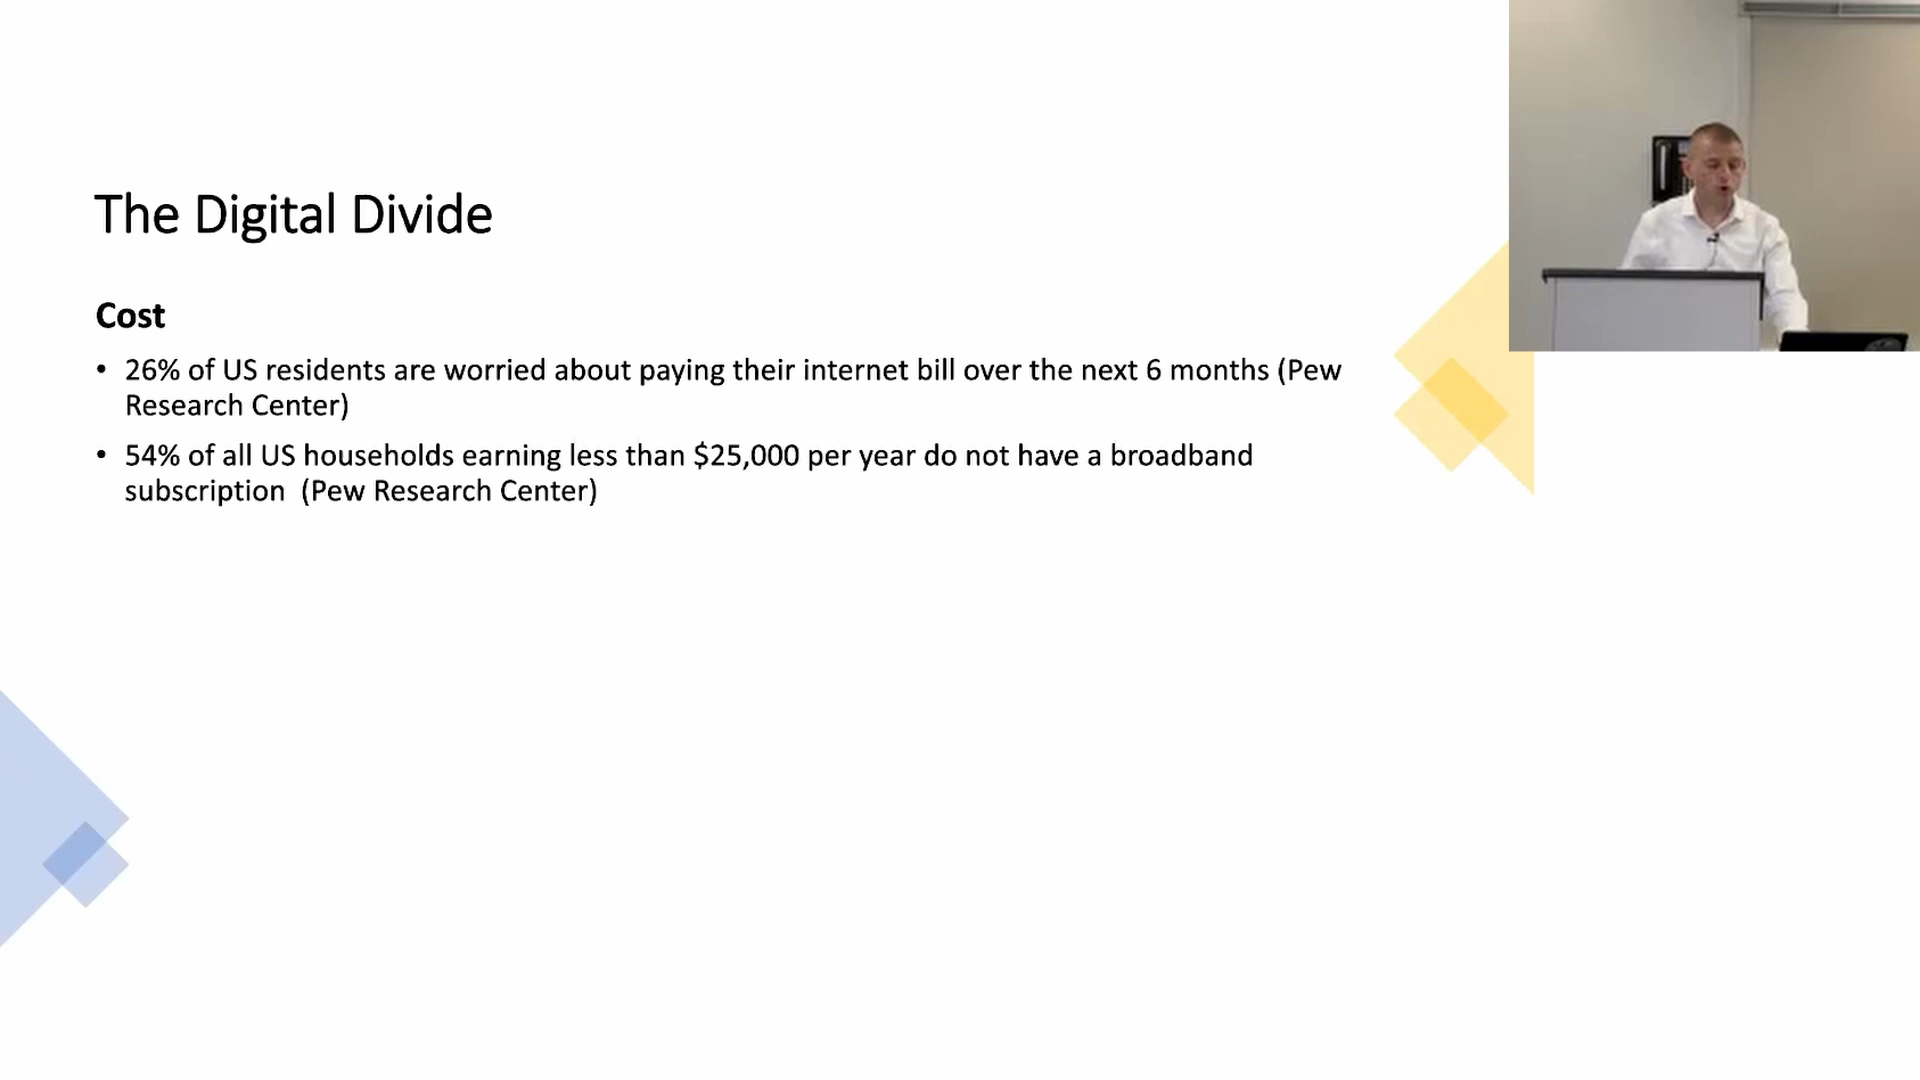 The Digital Divide
Cost
• 26% of US residents are worried about paying their internet bill over the next 6 months (Pew
Research Center)
• 54% of all US households earning less than $25,000 per year do not have a broadband
subscription  (Pew Research Center)